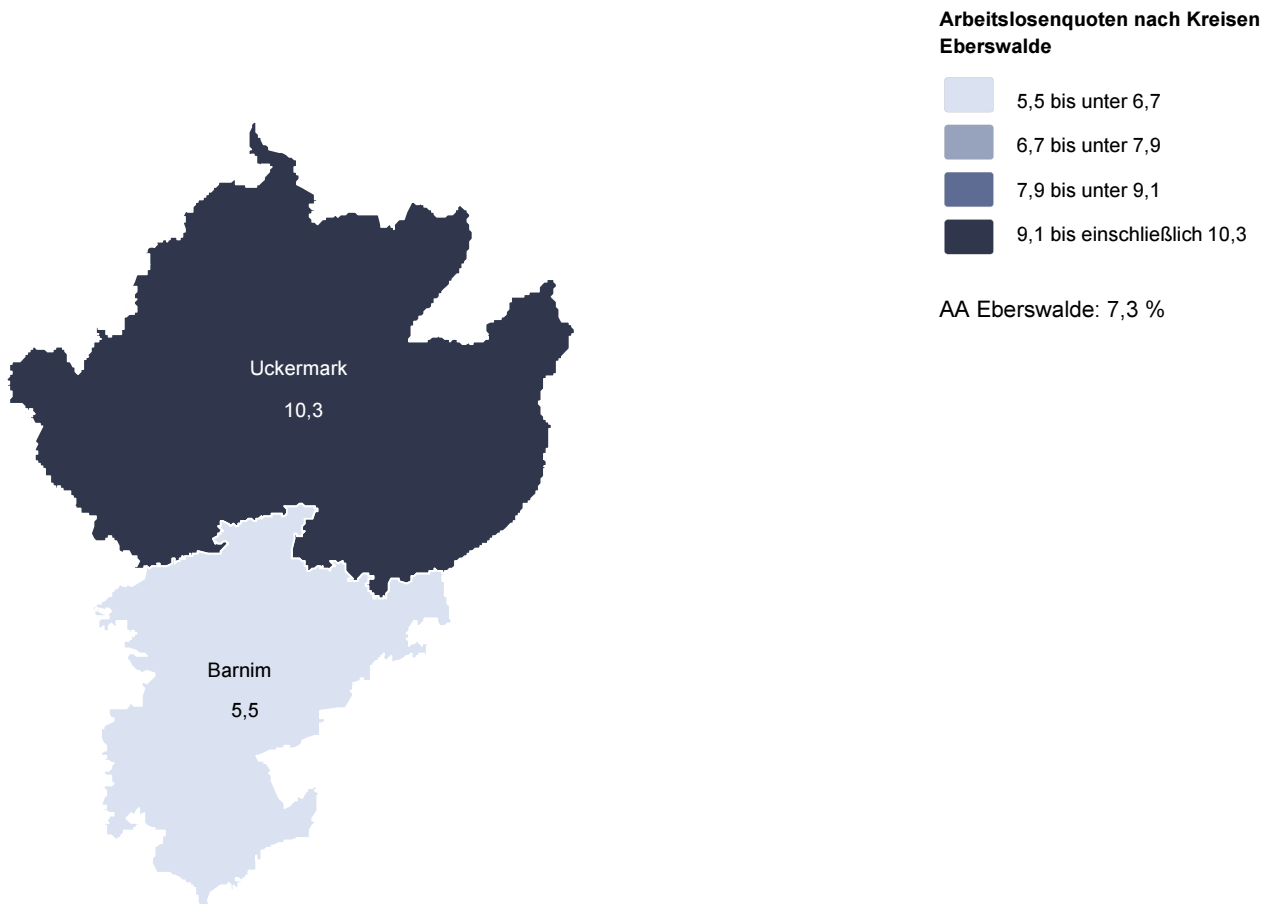 Arbeitslosenquoten nach Kreisen
Eberswalde
5,5 bis unter 6,7
6,7 bis unter 7,9
7,9 bis unter 9,1
9,1 bis einschließlich 10,3
AA Eberswalde: 7,3 %
Uckermark
10,3
Barnim
5,5